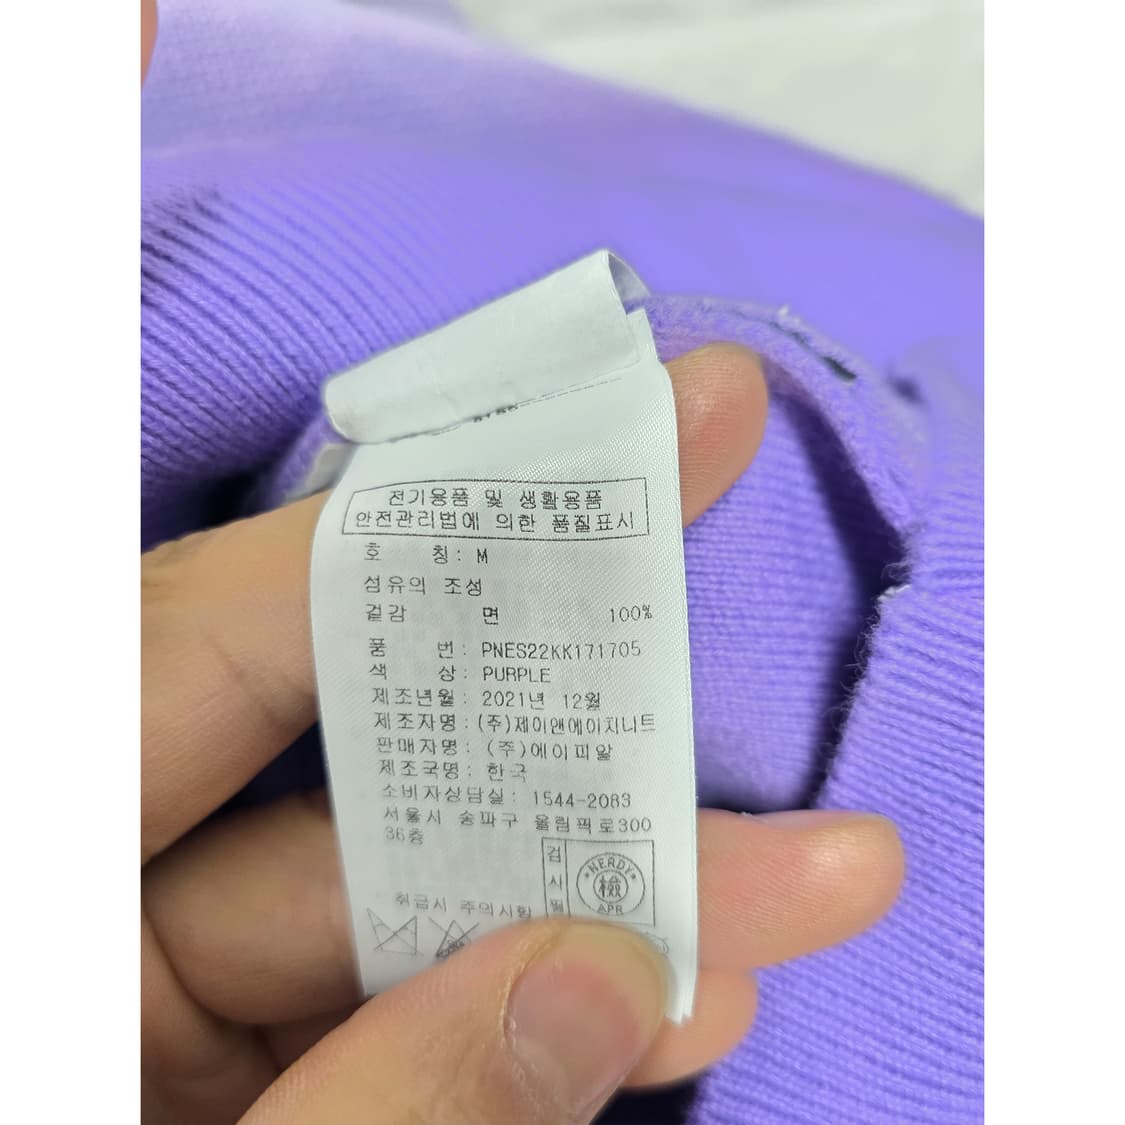 전기용품 및 생활용품
안전관리법에 의한 품질표시
호 칭: M
섬유의 조성
겉감 면 100%
품 번: PNES22KK171705
색 상: PURPLE
제조년월: 2021년 12월
제조자명: (주)제이앤에이치니트
판매자명: (주)에이피알
제조국명: 한국
소비자상담실: 1544-2083
서울시 송파구 올림픽로300
36층
검시필
NERDY
檢
APR
취급시 주의사항